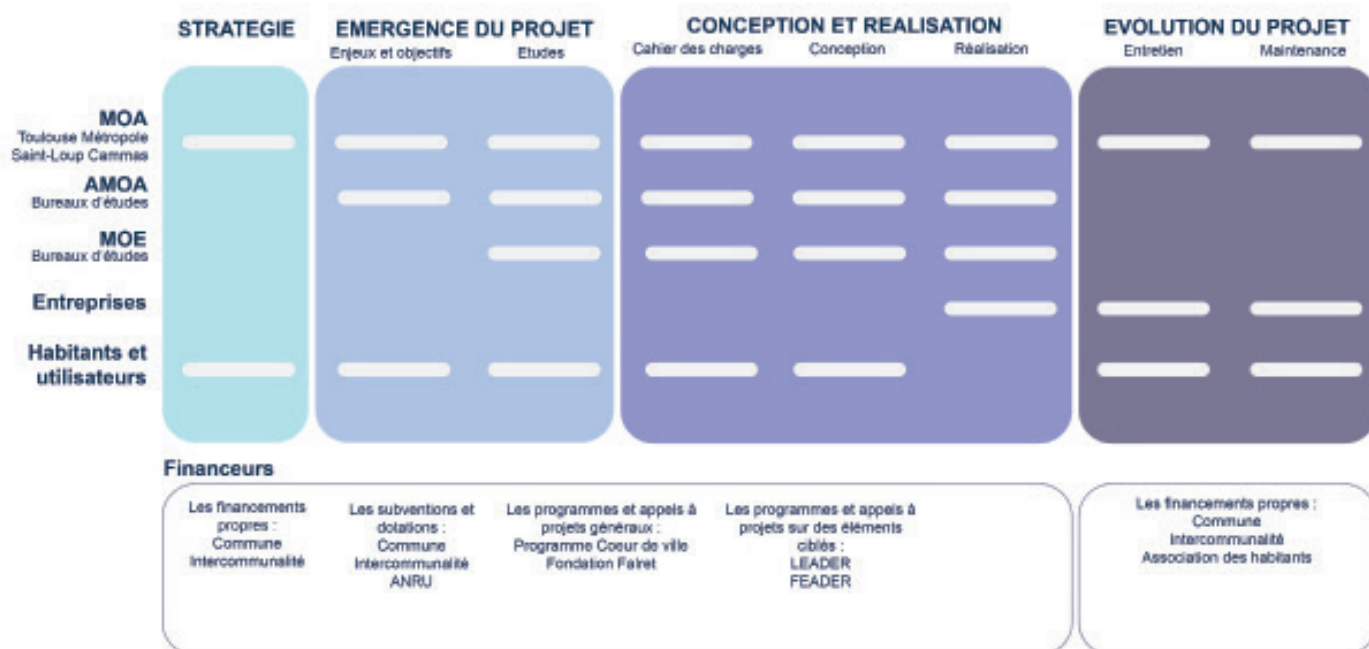 STRATEGIE
EMERGENCE DU PROJET
CONCEPTION ET REALISATION
EVOLUTION DU PROJET
Enjeux et objectifs
Etudes
Cahier des charges
Conception
Réalisation
Entretien
Maintenance
MOA
Toulouse Métropole
Saint-Loup Cammas
AMOA
Bureaux d'études
MOE
Bureaux d'études
Entreprises
Habitants et
utilisateurs
Financeurs
Les financements
propres :
Commune
Intercommunalité
Les subventions et
dotations :
Commune
Intercommunalité
ANRU
Les programmes et appels à
projets généraux :
Programme Coeur de ville
Fondation Falret
Les programmes et appels à
projets sur des éléments
ciblés :
LEADER
FEADER
Les financements propres :
Commune
Intercommunalité
Association des habitants